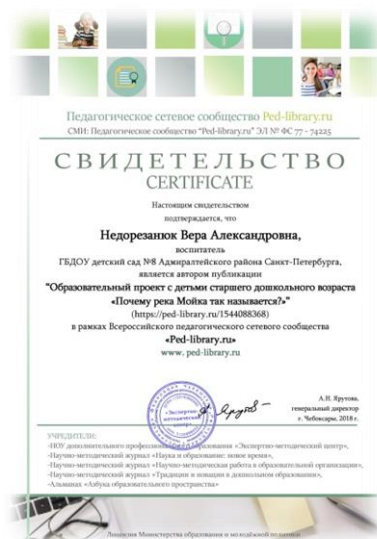 Педагогическое сетевое сообщество Ped-library.ru
СМИ: Педагогическое сообщество "Ped-library.ru" ЭЛ № ФС 77 - 74225
СВИДЕТЕЛЬСТВО
CERTIFICATE
Настоящим свидетельством
подтверждается, что
Недорезанюк Вера Александровна,
воспитатель
ГБДОУ детский сад №8 Адмиралтейского района Санкт-Петербурга,
является автором публикации
"Образовательный проект с детьми старшего дошкольного возраста
«Почему река Мойка так называется?»"
(https://ped-library.ru/1544088368)
в рамках Всероссийского педагогического сетевого сообщества
«Ped-library.ru»
www. ped-library.ru
«Экспертно-
методический
центр»
А.Н. Ярутова,
генеральный директор
г. Чебоксары, 2018 г.
УЧРЕДИТЕЛИ:
-НОУ дополнительного профессионального образования «Экспертно-методический центр»,
-Научно-методический журнал «Наука и образование: новое время»,
-Научно-методический журнал «Научно-методическая работа в образовательной организации»,
-Научно-методический журнал «Традиции и новации в дошкольном образовании»,
-Альманах «Азбука образовательного пространства»
Лицензия Министерства образования и молодёжной политики